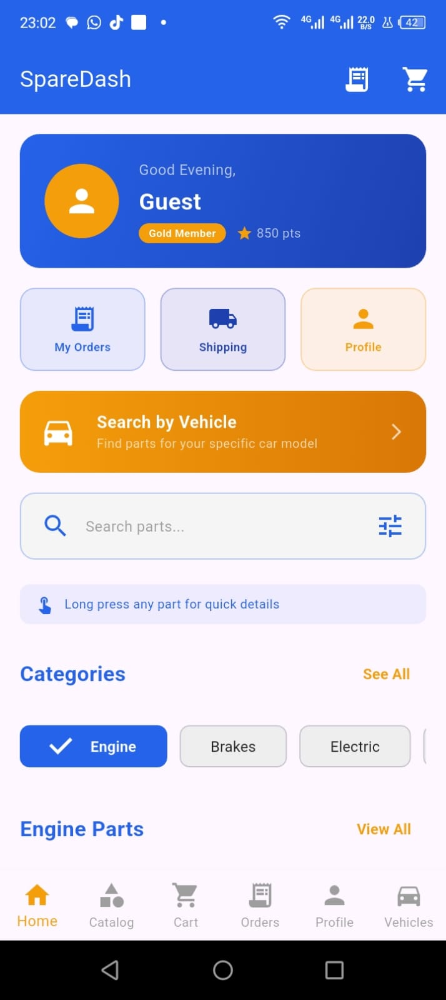 23:02 4G 4G 22.0 B/S 42
SpareDash
Good Evening,
Guest
Gold Member 850 pts
My Orders Shipping Profile
Search by Vehicle
Find parts for your specific car model
Search parts...
Long press any part for quick details
Categories See All
Engine Brakes Electric
Engine Parts View All
Home Catalog Cart Orders Profile Vehicles